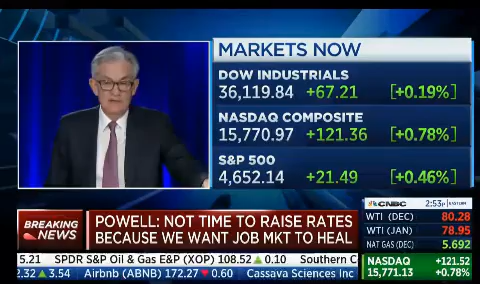 MARKETS NOW
DOW INDUSTRIALS
36,119.84 +67.21 [+0.19%]
NASDAQ COMPOSITE
15,770.97 +121.36 [+0.78%]
S&P 500
4,652.14 +21.49 [+0.46%]
BREAKING NEWS
POWELL: NOT TIME TO RAISE RATES
BECAUSE WE WANT JOB MKT TO HEAL
CNBC 2:53P EASTERN
WTI (DEC) 80.28
WTI (JAN) 78.95
NAT GAS (DEC) 5.692
NASDAQ +121.52
15,771.13 +0.78%
5.21 SPDR S&P Oil & Gas E&P (XOP) 108.52 ▲ 0.10 Southern C
2.32 ▲ 3.54 Airbnb (ABNB) 172.27 ▼ 0.60 Cassava Sciences Inc